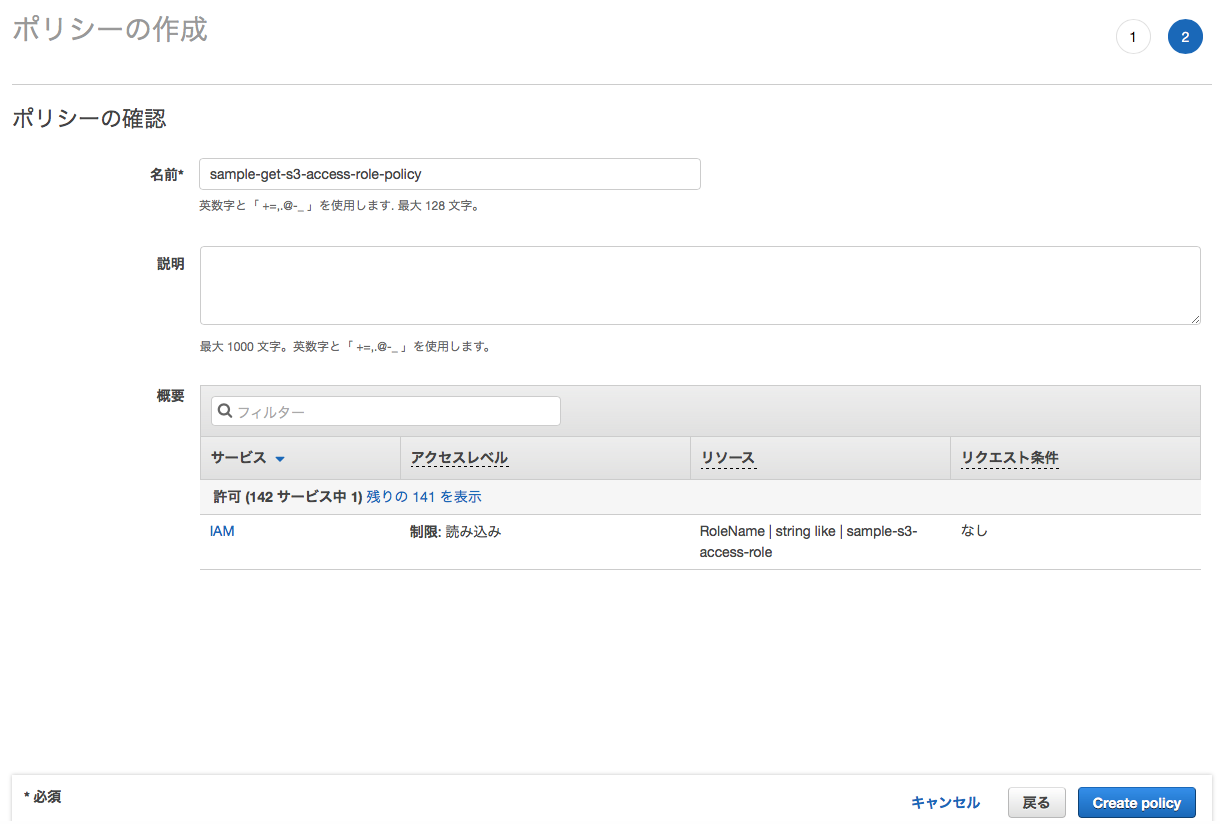 ポリシーの作成
1
2
ポリシーの確認
名前*
sample-get-s3-access-role-policy
英数字と「 +=,.@-_ 」を使用します. 最大 128 文字。
説明
最大 1000 文字。英数字と「 +=,.@-_ 」を使用します。
概要
フィルター
サービス アクセスレベル リソース リクエスト条件
許可 (142 サービス中 1) 残りの 141 を表示
IAM 制限: 読み込み RoleName | string like | sample-s3- なし
access-role
* 必須
キャンセル 戻る Create policy